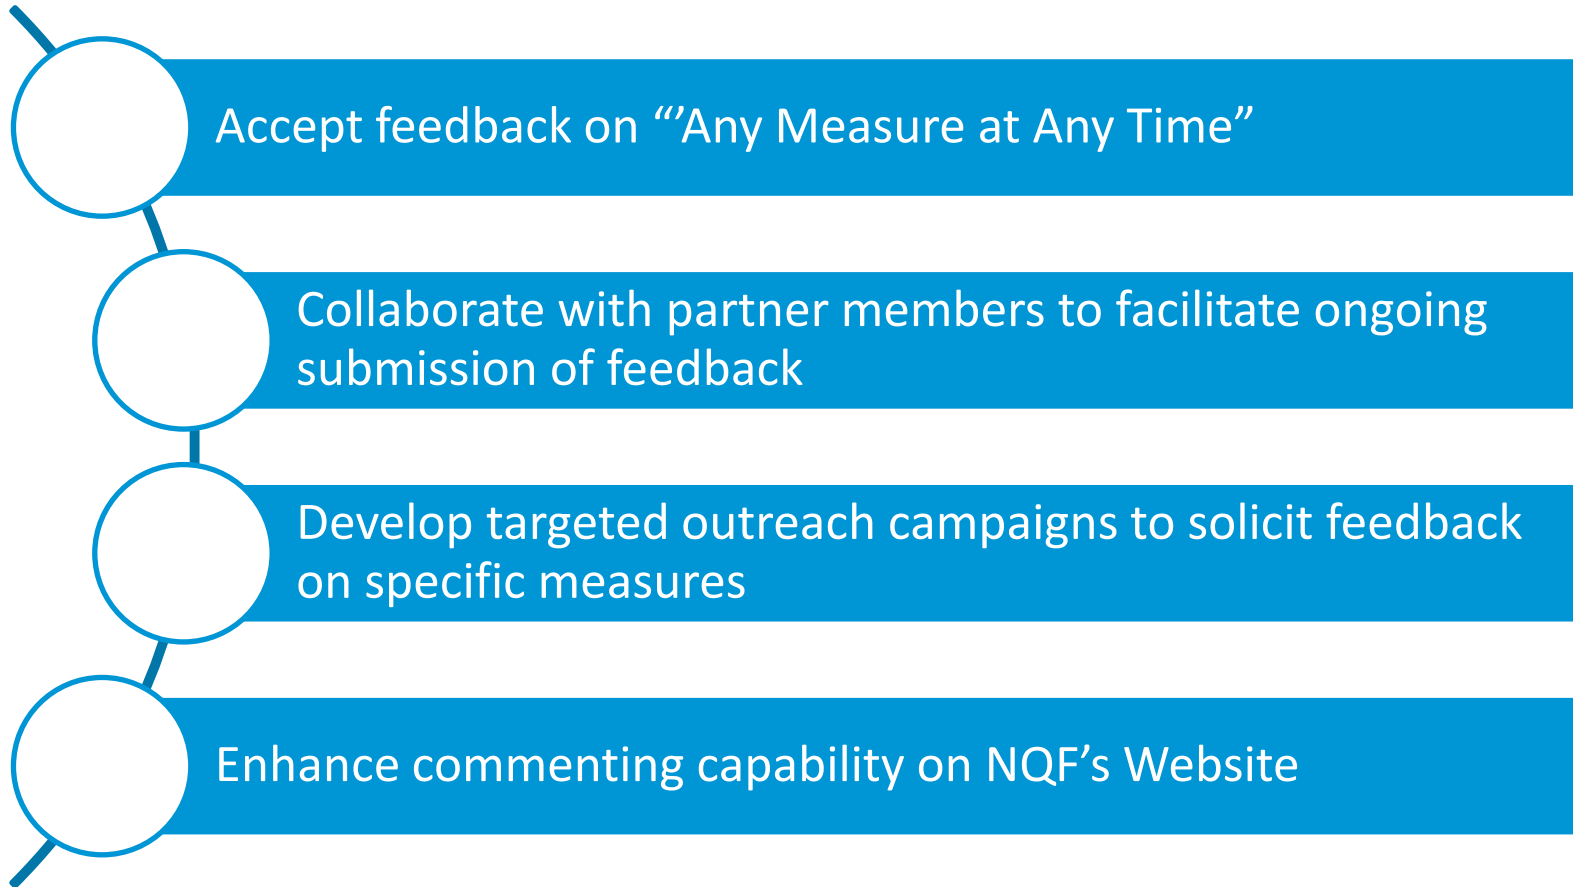 Accept feedback on “’Any Measure at Any Time”
Collaborate with partner members to facilitate ongoing
submission of feedback
Develop targeted outreach campaigns to solicit feedback
on specific measures
Enhance commenting capability on NQF’s Website